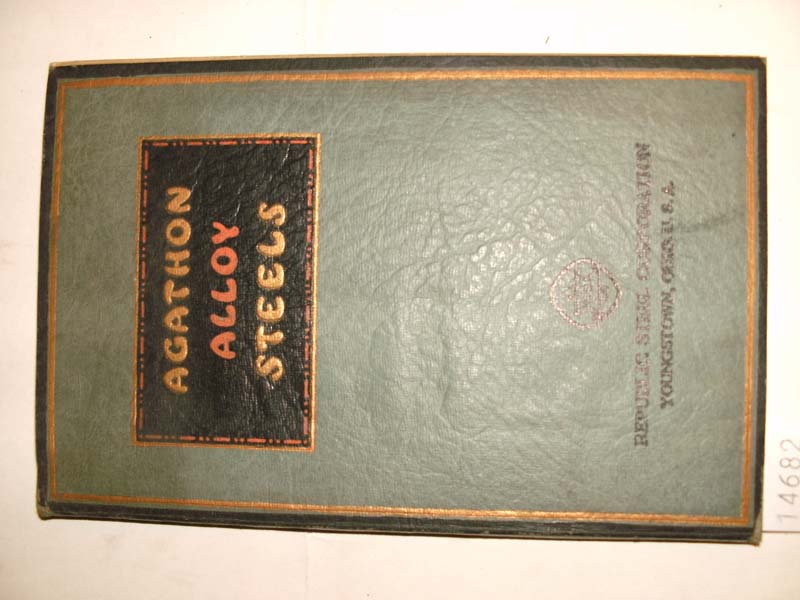 AGATHON
ALLOY
STEELS
REPUBLIC STEEL CORPORATION
YOUNGSTOWN, OHIO, U.S.A.
14682